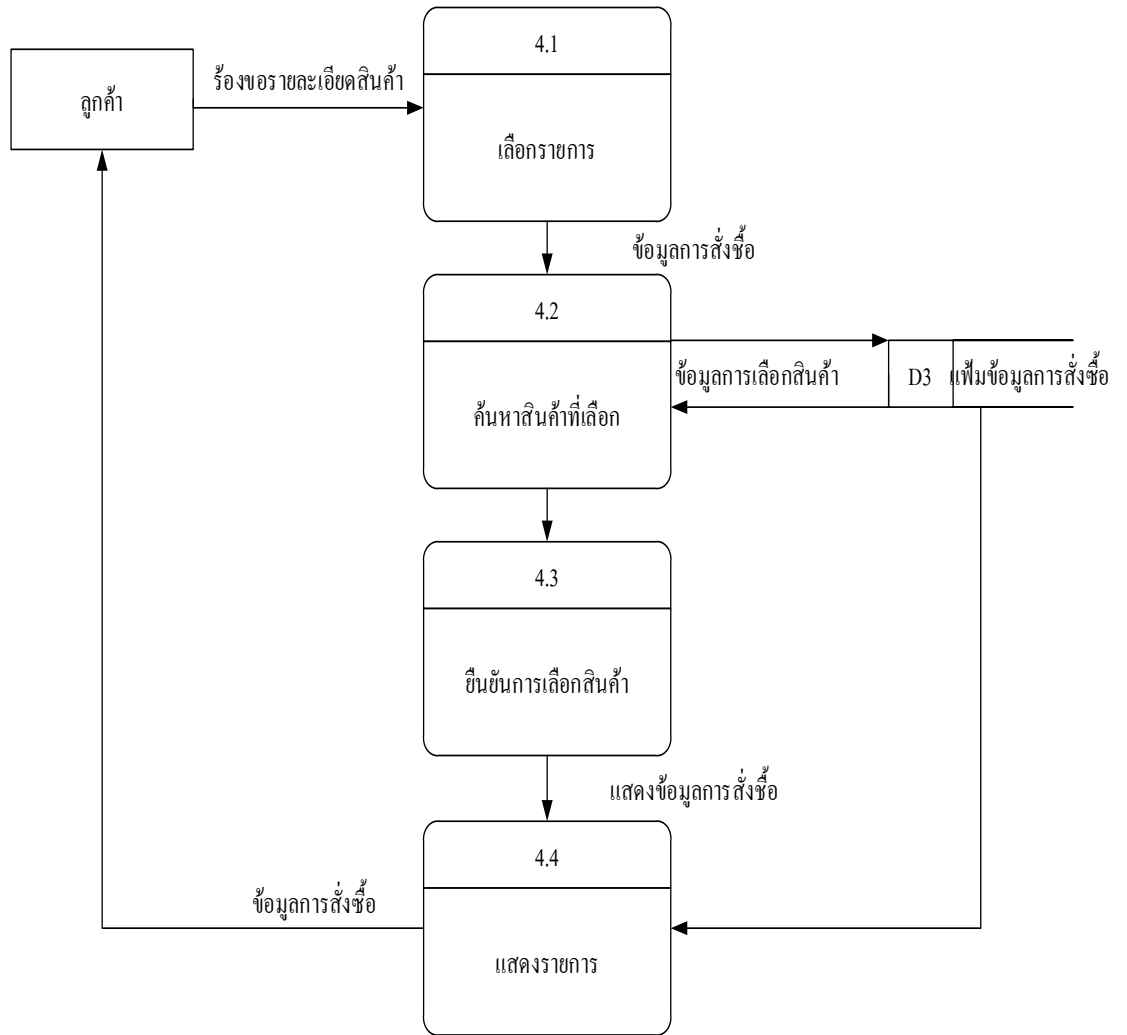 4.1
ร้องขอรายละเอียดสินค้า
ลูกค้า
เลือกรายการ
ข้อมูลการสั่งซื้อ
4.2
ข้อมูลการเลือกสินค้า
D3
แฟ้มข้อมูลการสั่งซื้อ
ค้นหาสินค้าที่เลือก
4.3
ยืนยันการเลือกสินค้า
แสดงข้อมูลการสั่งซื้อ
4.4
ข้อมูลการสั่งซื้อ
แสดงรายการ